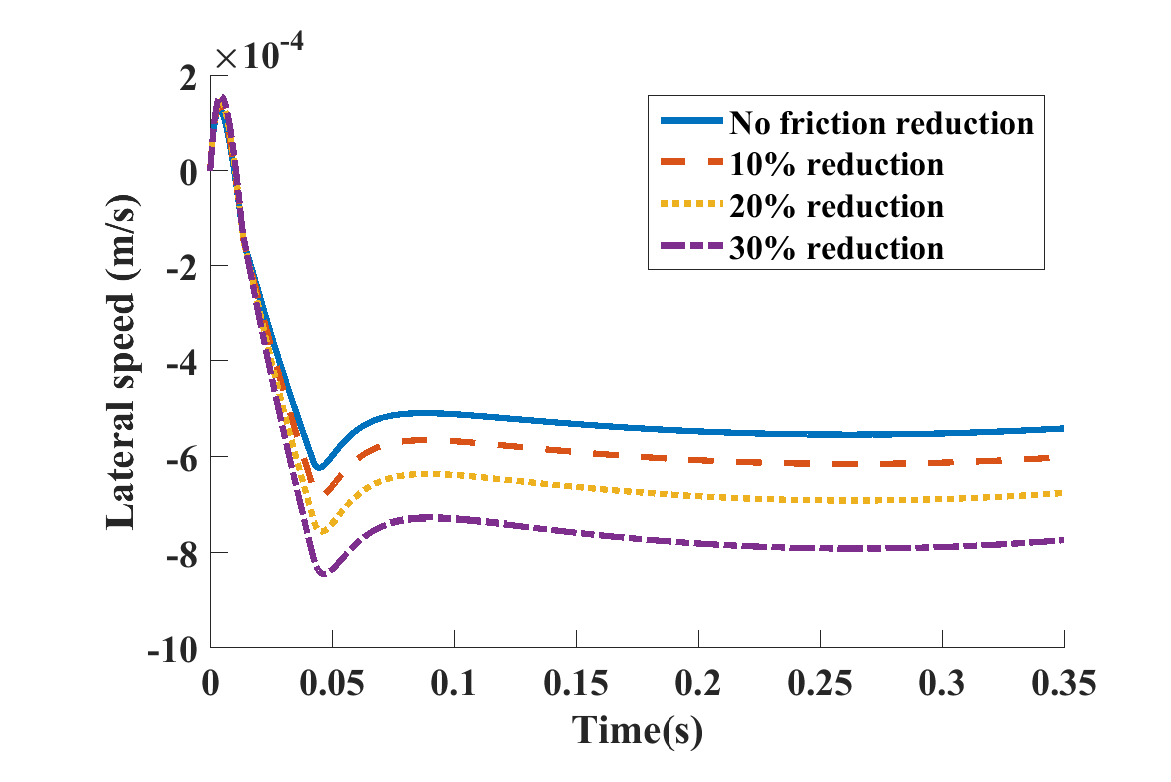 ×10-4
2
0
-2
-4
-6
-8
-10
Lateral speed (m/s)
No friction reduction
10% reduction
20% reduction
30% reduction
0 0.05 0.1 0.15 0.2 0.25 0.3 0.35
Time(s)